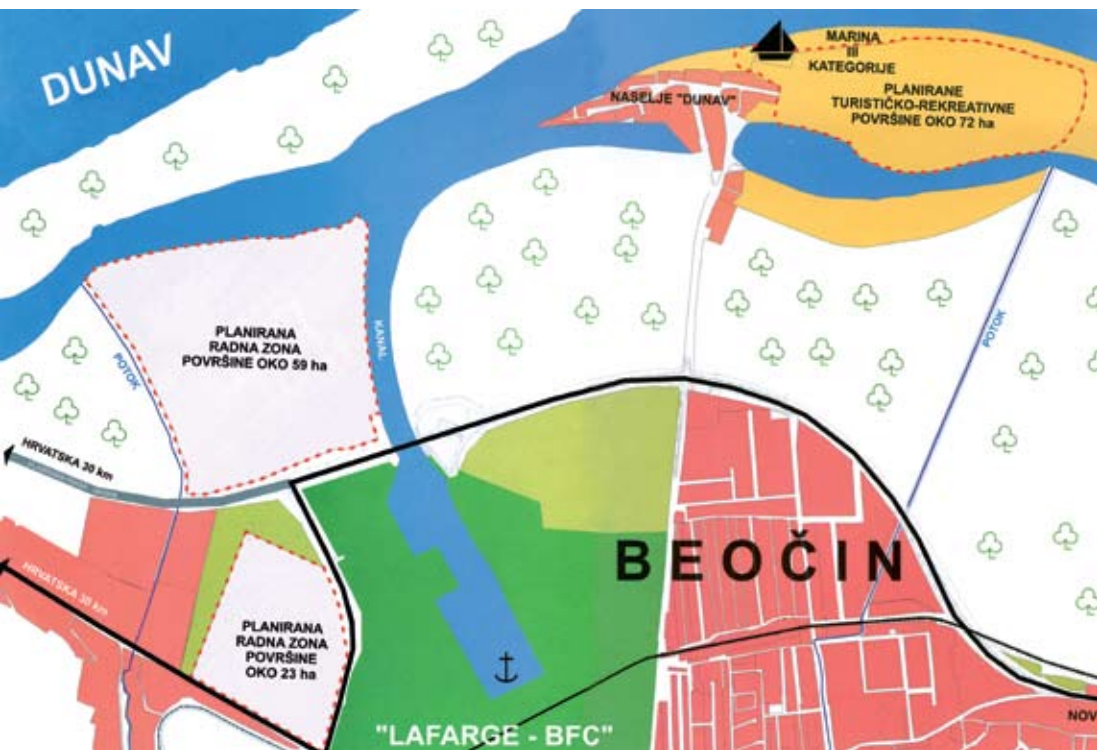 DUNAV
MARINA
III
KATEGORIJE
NASELJE "DUNAV"
PLANIRANE
TURISTIČKO-REKREATIVNE
POVRŠINE OKO 72 ha
PLANIRANA
RADNA ZONA
POVRŠINE OKO 59 ha
KANAL
POTOK
POTOK
HRVATSKA 30 km
BEOČIN
HRVATSKA 30 km
PLANIRANA
RADNA ZONA
POVRŠINE
OKO 23 ha
"LAFARGE - BFC"
NOV